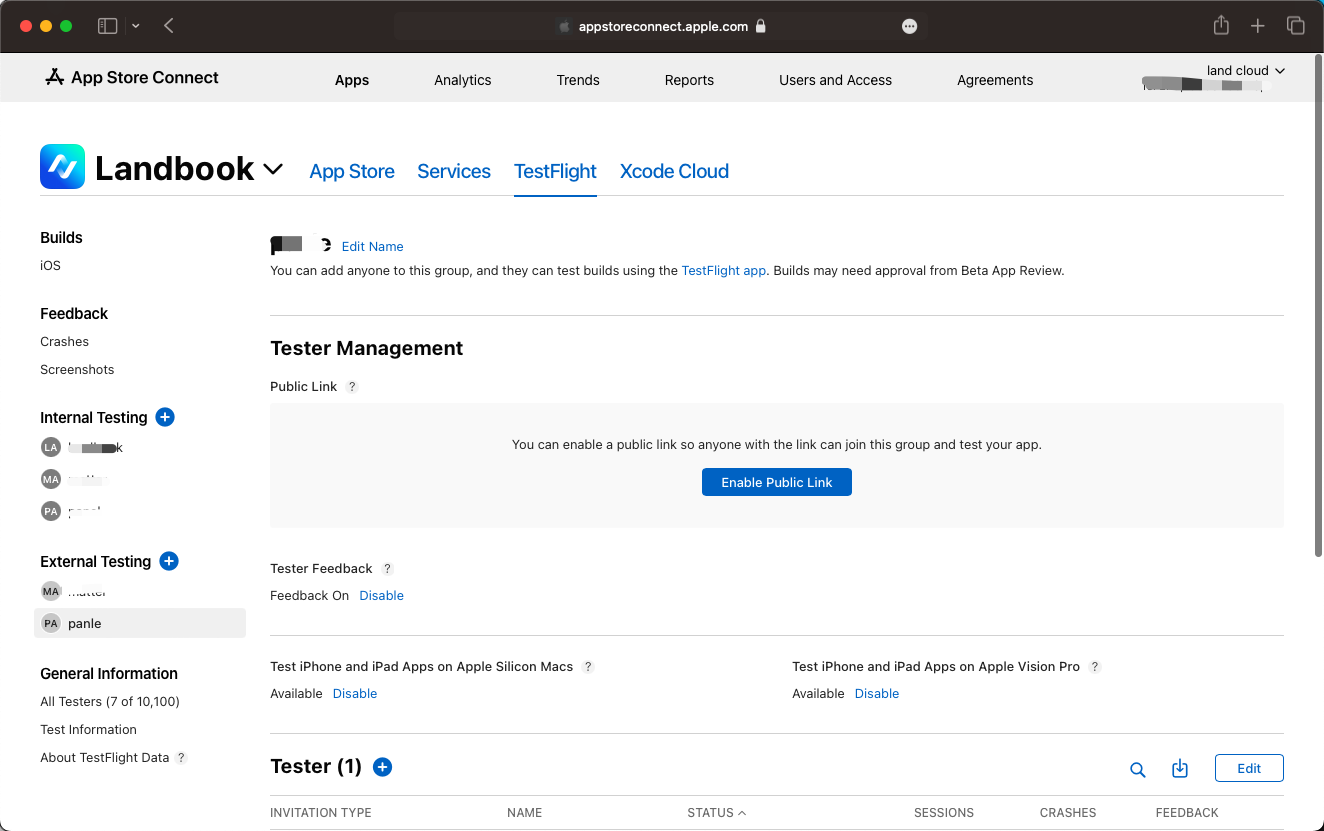 appstoreconnect.apple.com
App Store Connect
Apps
Analytics
Trends
Reports
Users and Access
Agreements
land cloud
Landbook
App Store
Services
TestFlight
Xcode Cloud
Builds
iOS
Feedback
Crashes
Screenshots
Internal Testing
LA
MA
PA
External Testing
MA
PA panle
General Information
All Testers (7 of 10,100)
Test Information
About TestFlight Data ?
Edit Name
You can add anyone to this group, and they can test builds using the TestFlight app. Builds may need approval from Beta App Review.
Tester Management
Public Link ?
You can enable a public link so anyone with the link can join this group and test your app.
Enable Public Link
Tester Feedback ?
Feedback On Disable
Test iPhone and iPad Apps on Apple Silicon Macs ?
Available Disable
Test iPhone and iPad Apps on Apple Vision Pro ?
Available Disable
Tester (1)
Edit
INVITATION TYPE
NAME
STATUS
SESSIONS
CRASHES
FEEDBACK